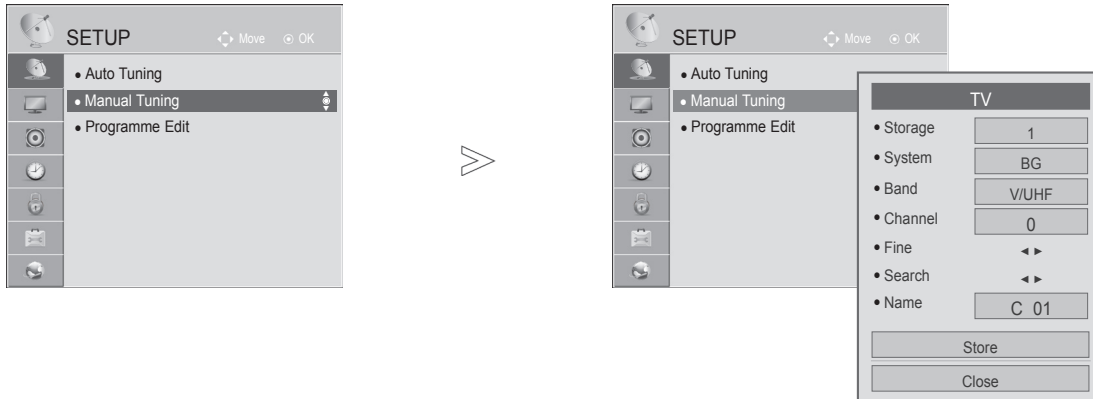 SETUP Move OK
• Auto Tuning
• Manual Tuning
• Programme Edit
SETUP Move OK
• Auto Tuning
• Manual Tuning
• Programme Edit
TV
• Storage 1
• System BG
• Band V/UHF
• Channel 0
• Fine ◄ ►
• Search ◄ ►
• Name C 01
Store
Close